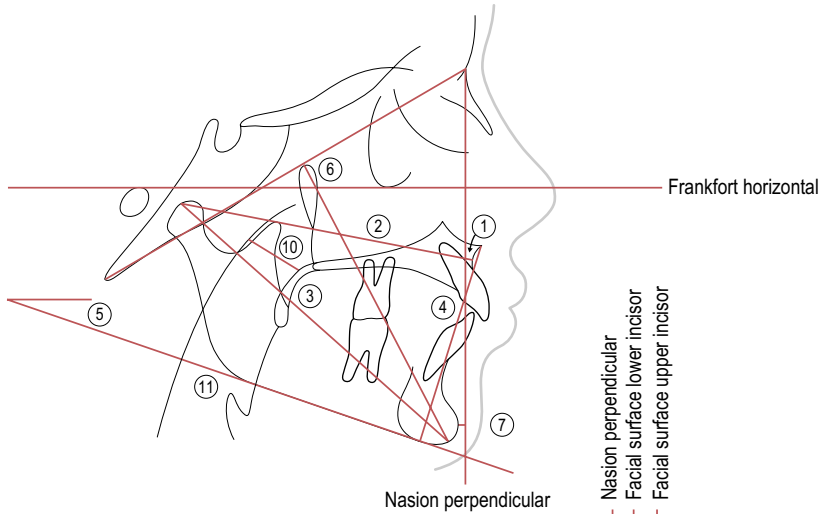 6
Frankfort horizontal
1
2
10
3
4
5
11
7
Nasion perpendicular
Nasion perpendicular
Facial surface lower incisor
Facial surface upper incisor